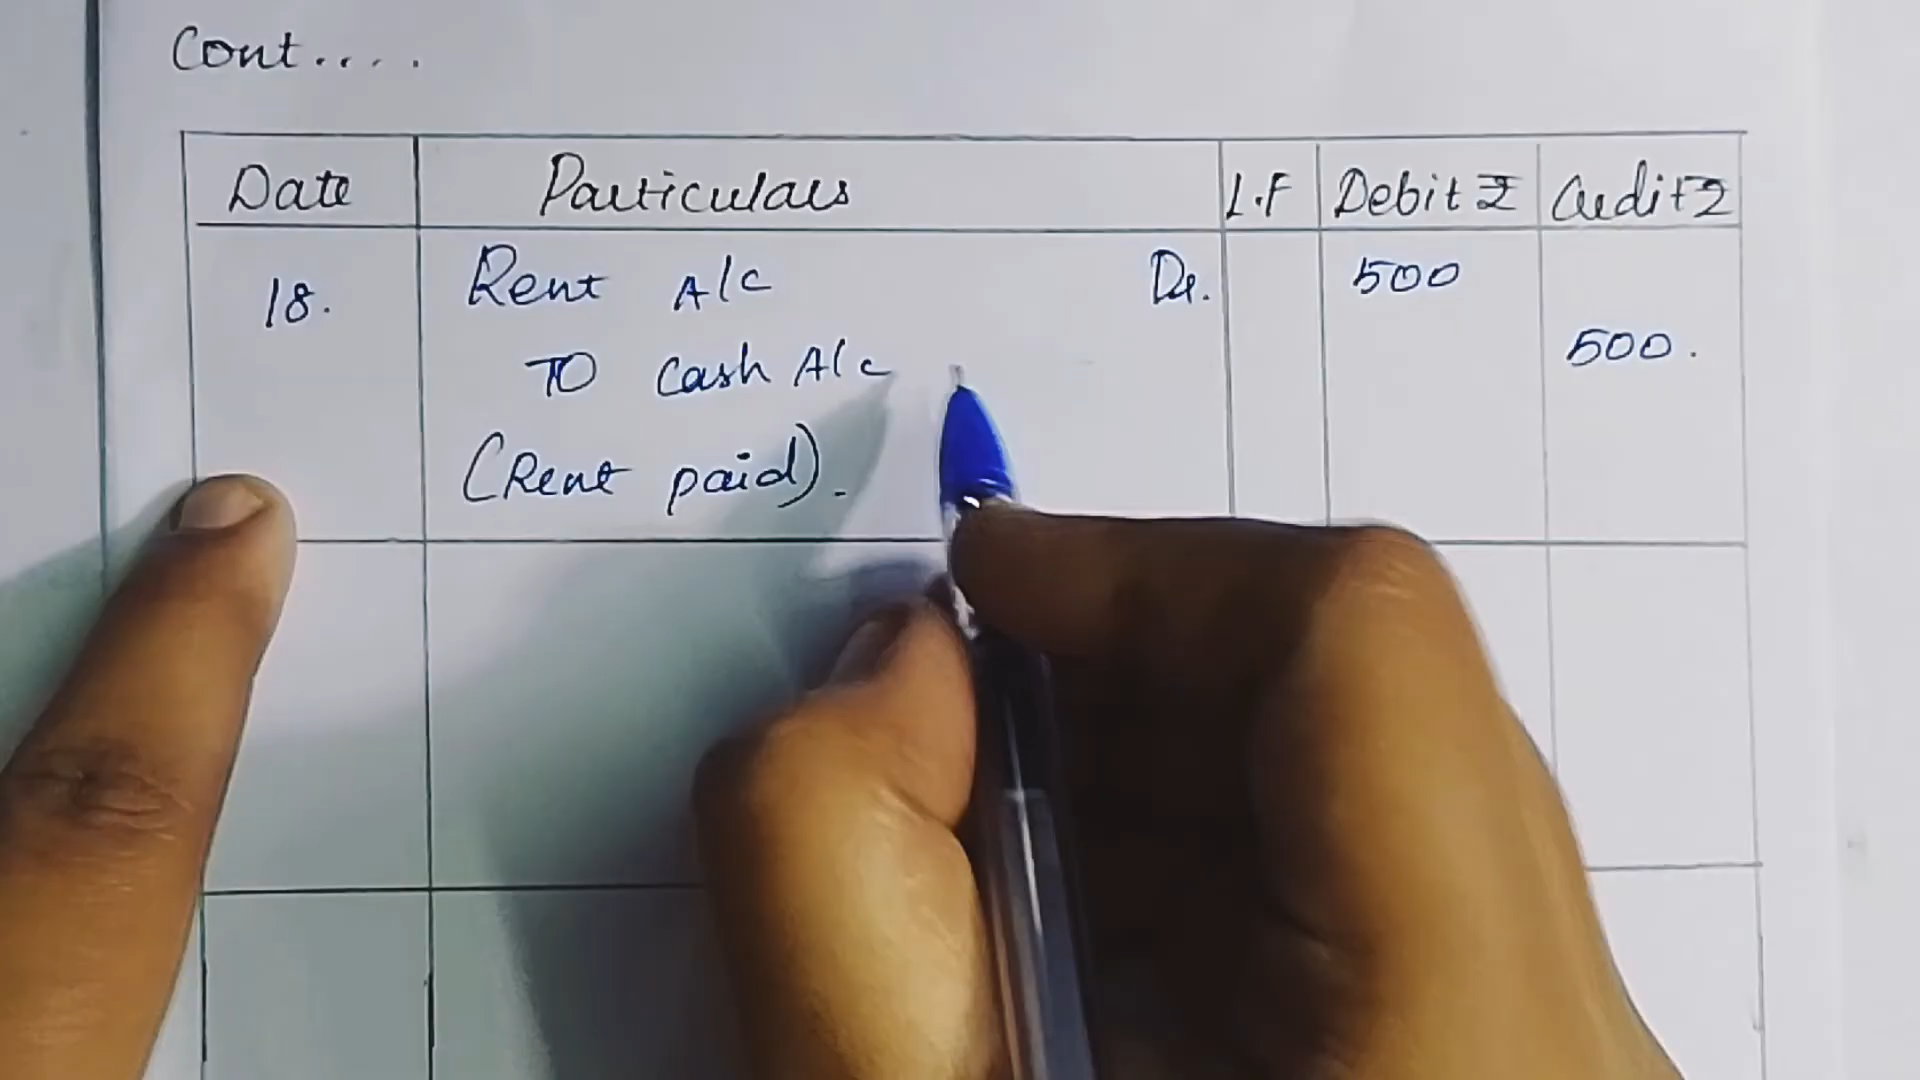 Cont....
Date Particulars L.F Debit ₹ Credit ₹
18. Rent A/c Dr. 500
TO Cash A/c 500.
(Rent paid).